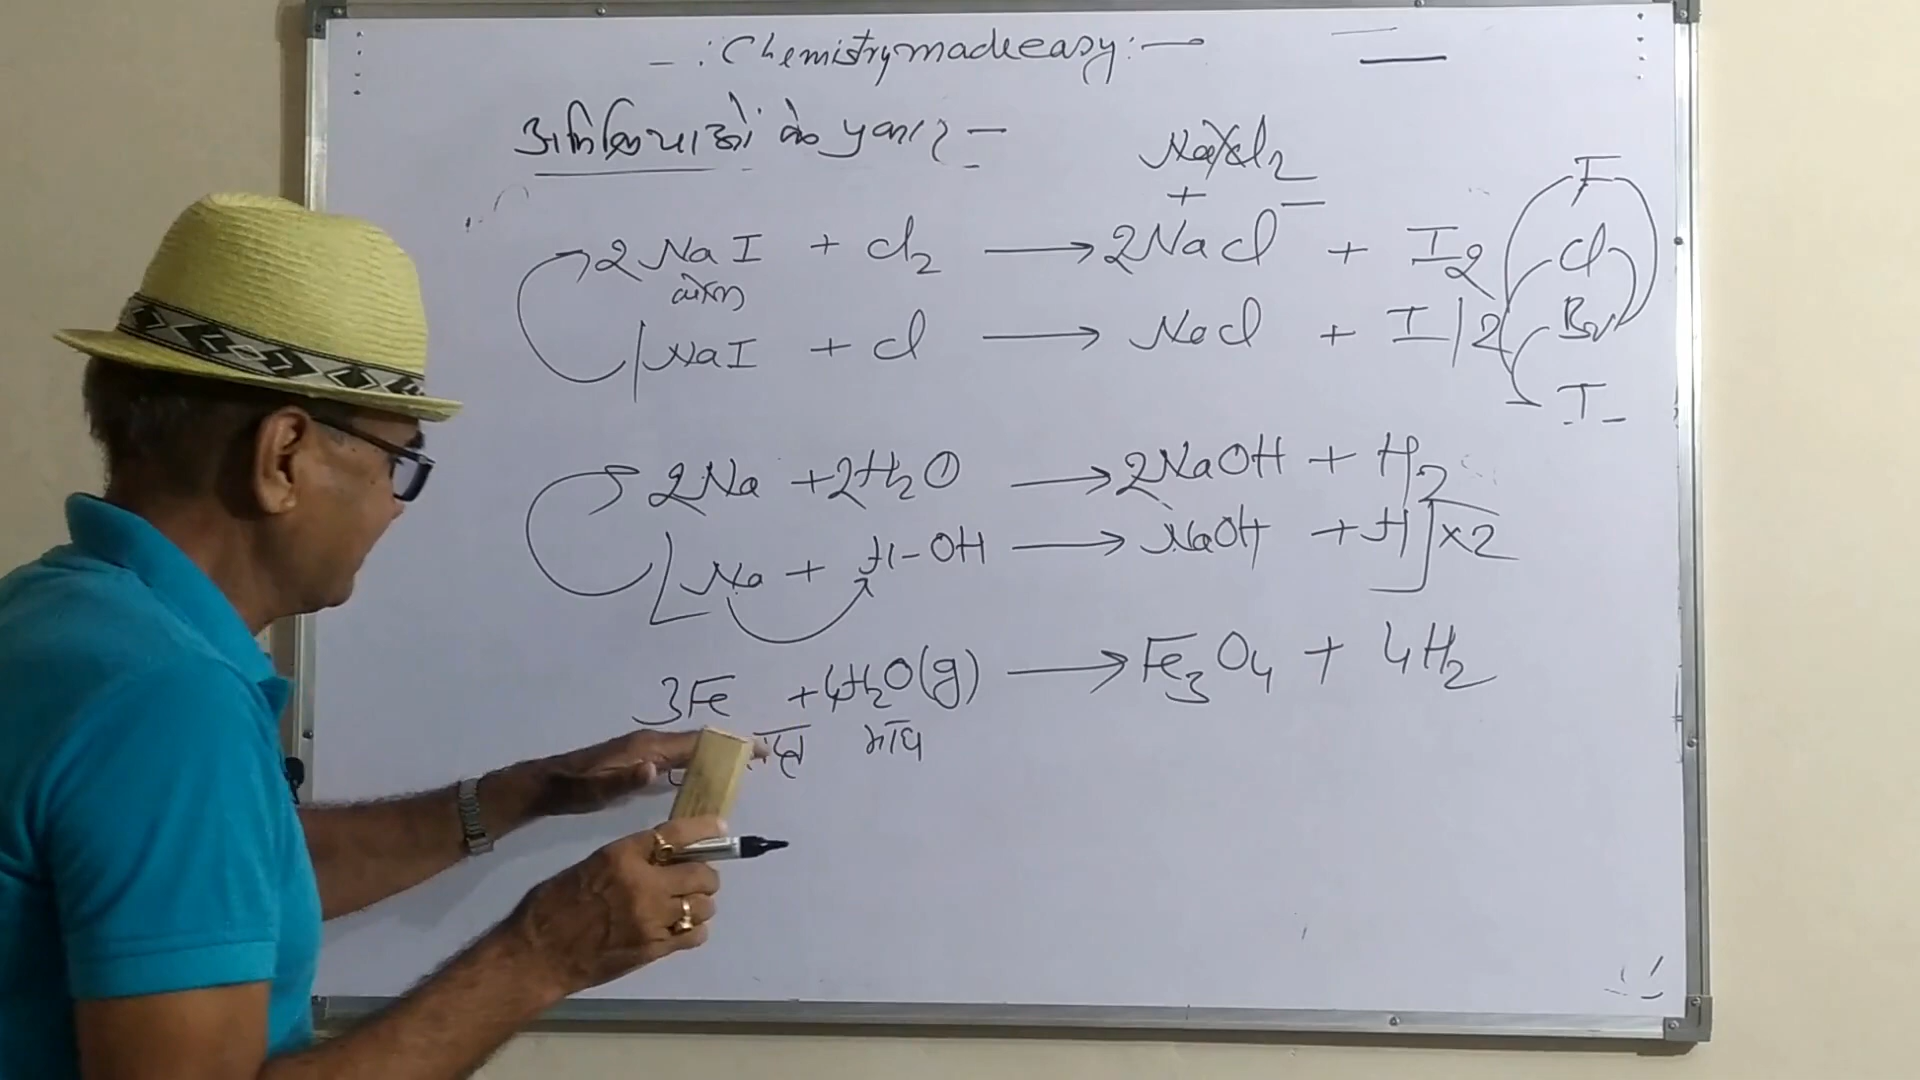 -: Chemistry made easy :-
अभिक्रियाओं के प्रकार -
NaCl2
+
2NaI + Cl2 → 2NaCl + I2
NaI + Cl → NaCl + I/2
F
Cl
Br
I
2Na + 2H2O → 2NaOH + H2
[Na + H-OH → NaOH + H] x2
3Fe + 4H2O(g) → Fe3O4 + 4H2
भाप